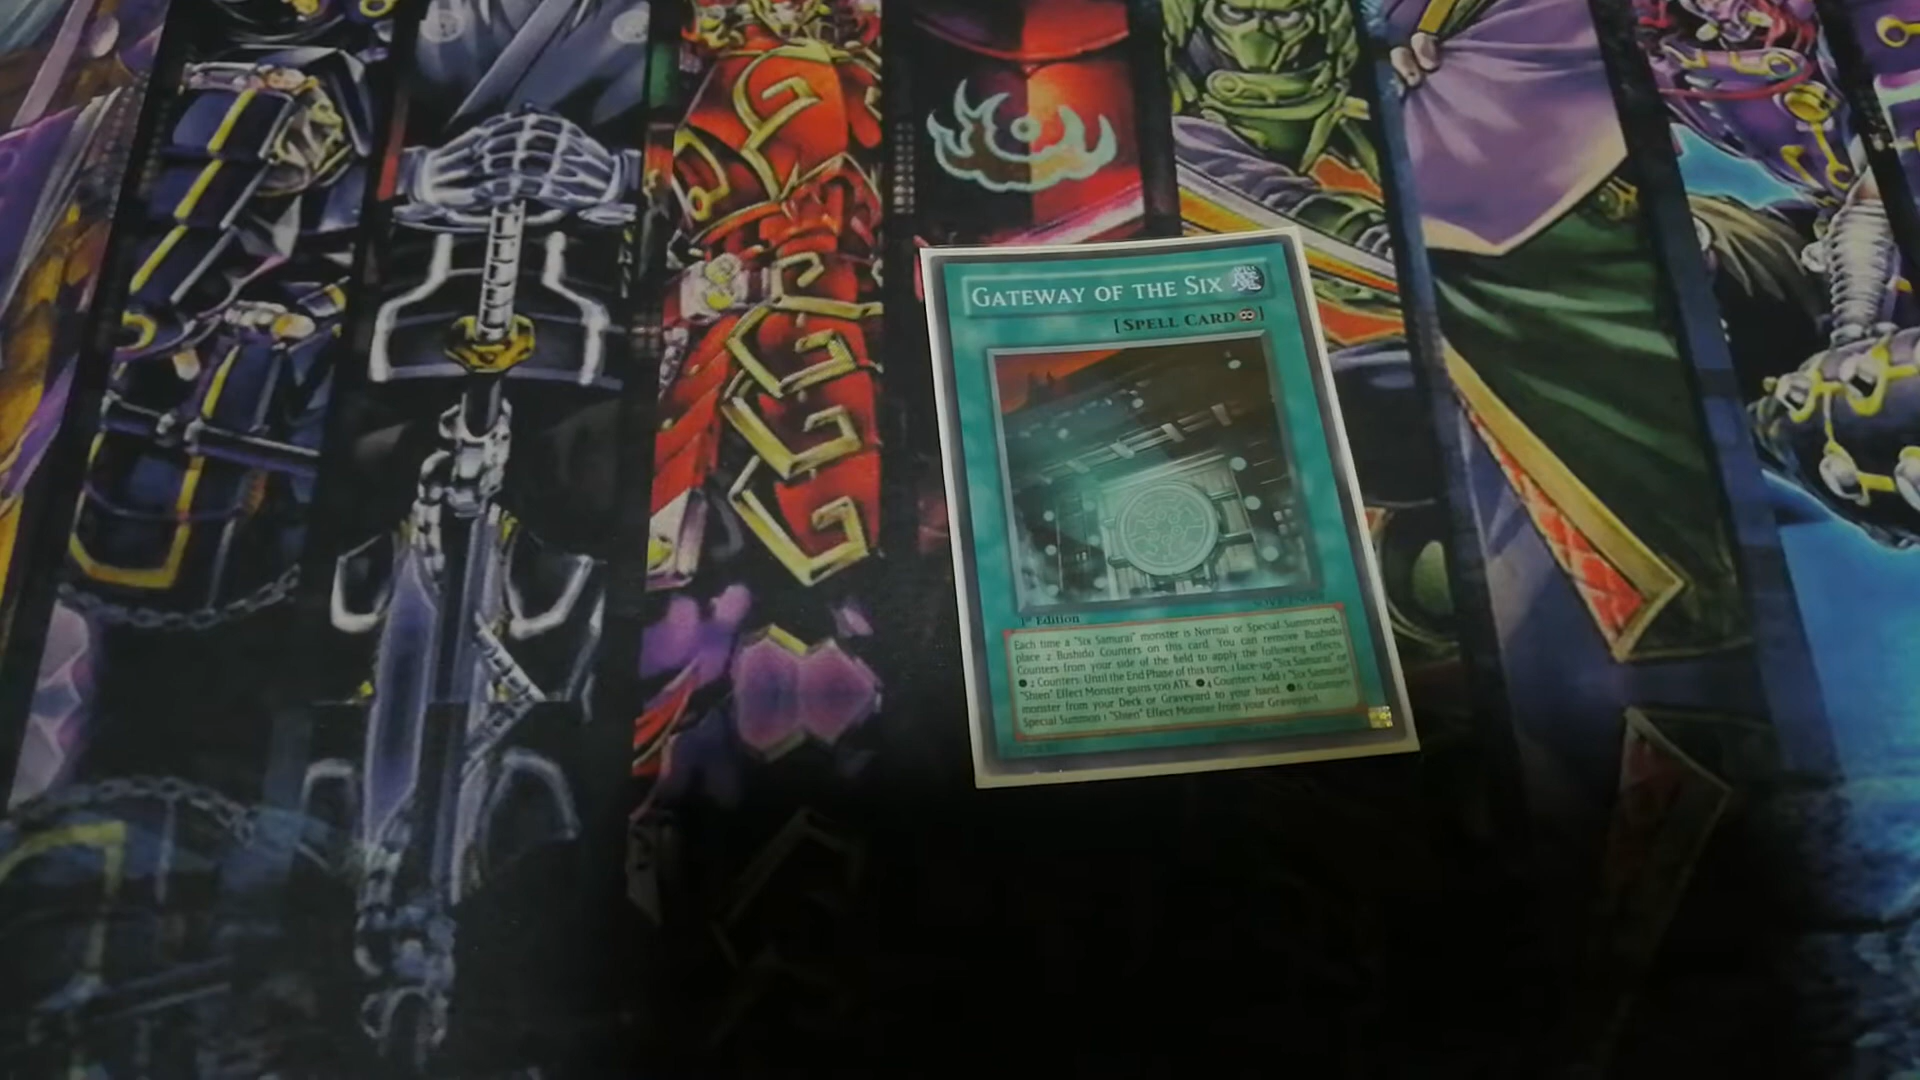 GATEWAY OF THE SIX
[SPELL CARD]
1st Edition
Each time a "Six Samurai" monster is Normal or Special Summoned,
place 2 Bushido Counters on this card. You can remove Bushido
Counters from your side of the field to apply the following effects.
●2 Counters: Until the End Phase of this turn, 1 face-up "Six Samurai" or
"Shien" Effect Monster gains 500 ATK. ●4 Counters: Add 1 "Six Samurai"
monster from your Deck or Graveyard to your hand. ●6 Counters:
Special Summon 1 "Shien" Effect Monster from your Graveyard.